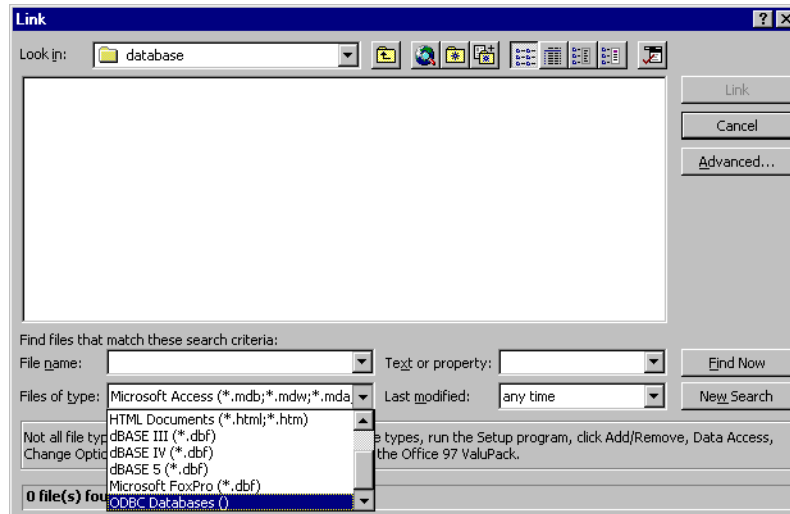 Link
Look in: database
Link
Cancel
Advanced...
Find files that match these search criteria:
File name: Text or property: Find Now
Files of type: Microsoft Access (*.mdb;*.mdw;*.mda, Last modified: any time New Search
HTML Documents (*.html;*.htm)
dBASE III (*.dbf)
dBASE IV (*.dbf)
dBASE 5 (*.dbf)
Microsoft FoxPro (*.dbf)
ODBC Databases ()
Not all file typ e types, run the Setup program, click Add/Remove, Data Access,
Change Optic the Office 97 ValuPack.
0 file(s) fou